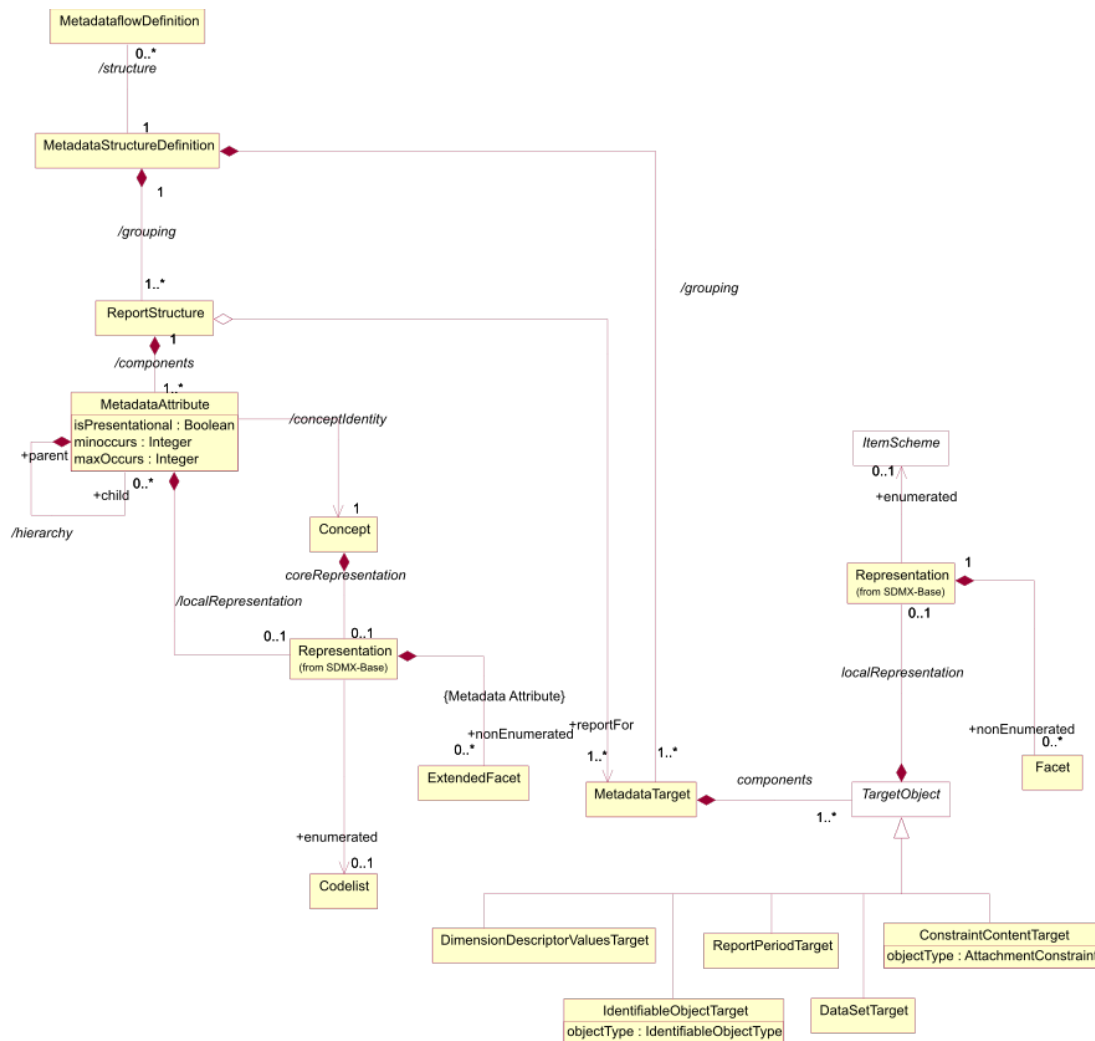 MetadataflowDefinition
0..*
/structure
1
MetadaStructureDefinition
1
/grouping
1..*
/grouping
ReportStructure
1
/components
1..*
MetadataAttribute
isPresentational : Boolean
minoccurs : Integer
maxOccurs : Integer
/conceptIdentity
+parent
0..*
+child
/hierarchy
1
Concept
coreRepresentation
/localRepresentation
0..1
0..1
Representation
(from SDMX-Base)
{Metadata Attribute}
+nonEnumerated
0..*
ExtendedFacet
+enumerated
0..1
Codelist
+reportFor
1..*
1..*
MetadataTarget
components
1..*
ItemScheme
0..1
+enumerated
Representation
(from SDMX-Base)
1
0..1
localRepresentation
+nonEnumerated
0..*
Facet
TargetObject
DimensionDescriptorValuesTarget
ReportPeriodTarget
ConstraintContentTarget
objectType : AttachmentConstraint
IdentifiableObjectTarget
objectType : IdentifiableObjectType
DataSetTarget